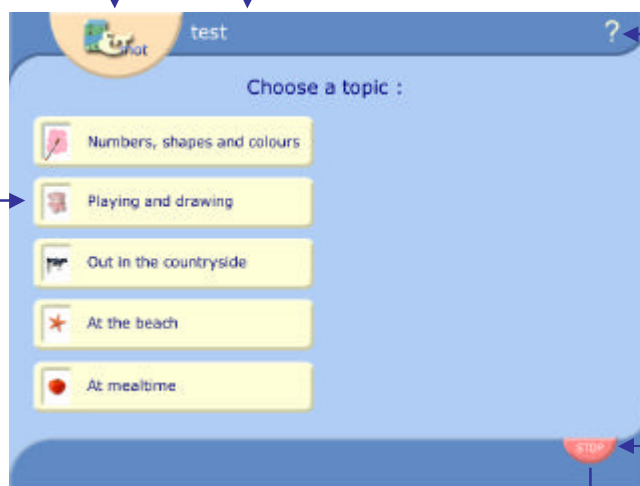 test
?
Choose a topic :
Numbers, shapes and colours
Playing and drawing
Out in the countryside
At the beach
At mealtime
STOP